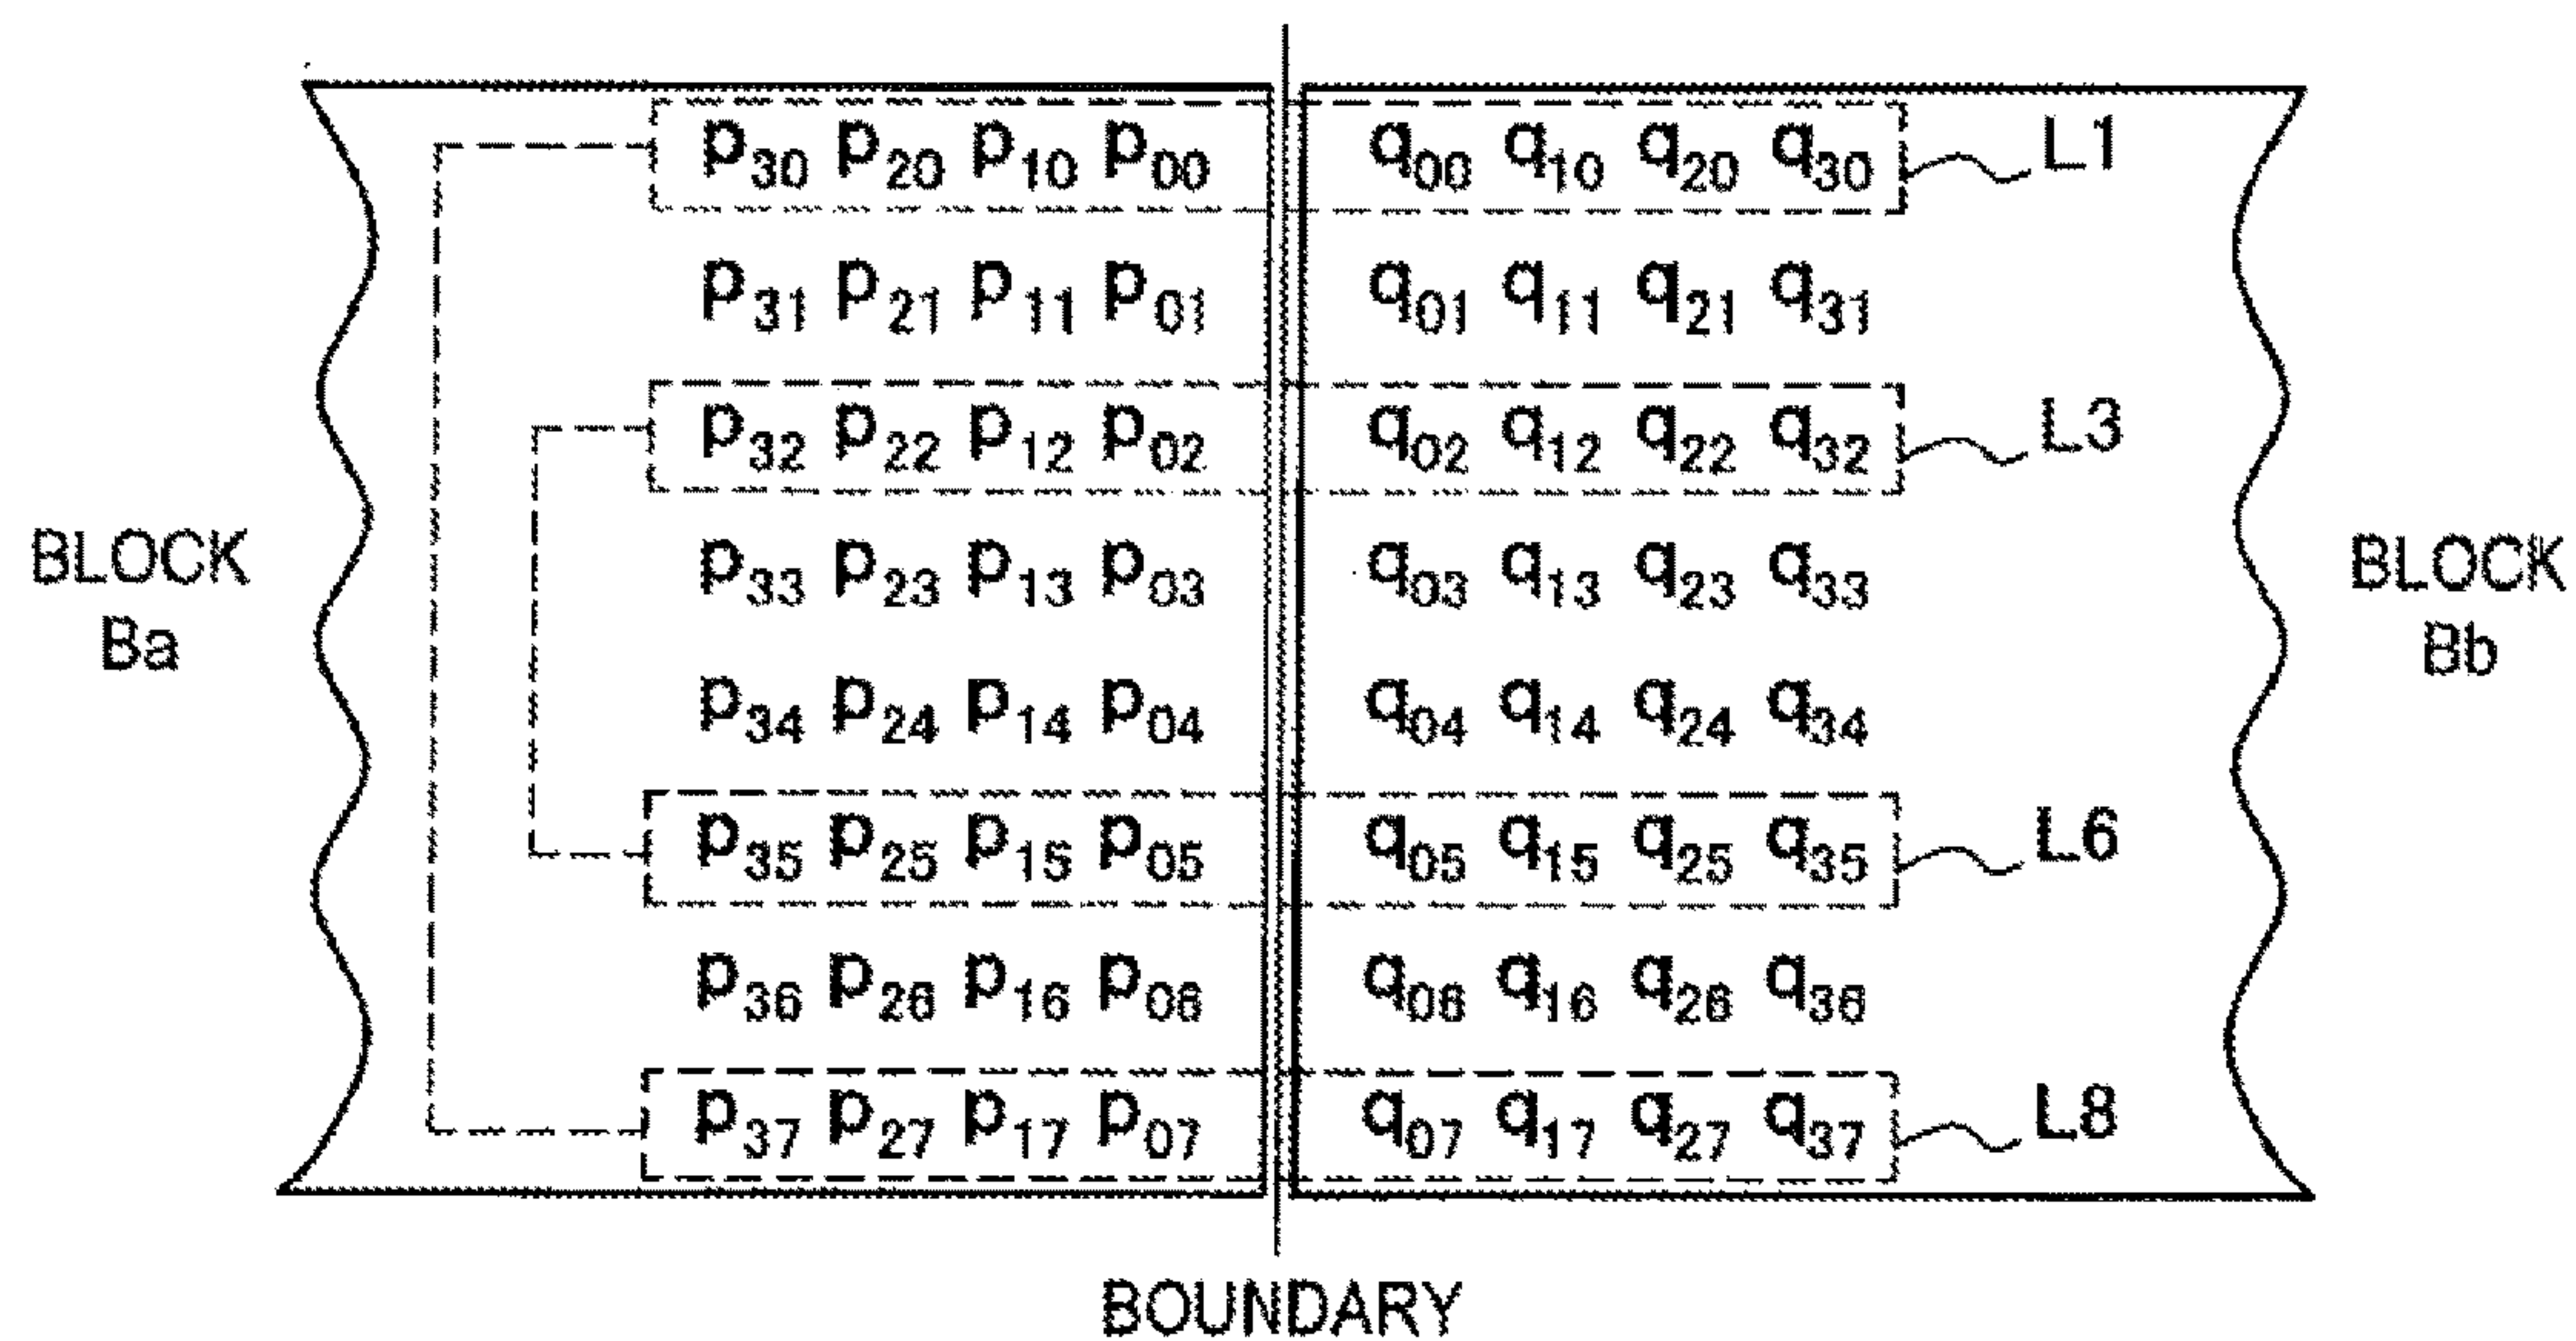 p30 p20 p10 p00 q00 q10 q20 q30 L1
p31 p21 p11 p01 q01 q11 q21 q31
p32 p22 p12 p02 q02 q12 q22 q32 L3
BLOCK Ba
p33 p23 p13 p03 q03 q13 q23 q33
BLOCK Bb
p34 p24 p14 p04 q04 q14 q24 q34
p35 p25 p15 p05 q05 q15 q25 q35 L6
p36 p26 p16 p06 q06 q16 q26 q36
p37 p27 p17 p07 q07 q17 q27 q37 L8
BOUNDARY